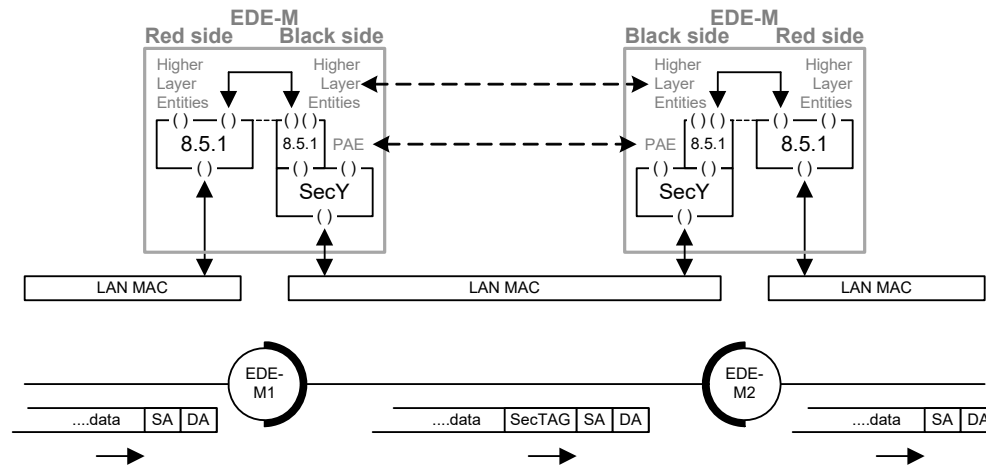 EDE-M
Red side Black side
Higher
Layer
Entities
Higher
Layer
Entities
( ) ( ) ( ) ( )
8.5.1
8.5.1
PAE
( ) ( ) ( )
SecY
( )
EDE-M
Black side Red side
Higher
Layer
Entities
Higher
Layer
Entities
( ) ( ) ( ) ( )
PAE
8.5.1
8.5.1
( ) ( ) ( )
SecY
( )
LAN MAC
LAN MAC
LAN MAC
EDE-
M1
EDE-
M2
....data SA DA
....data SecTAG SA DA
....data SA DA